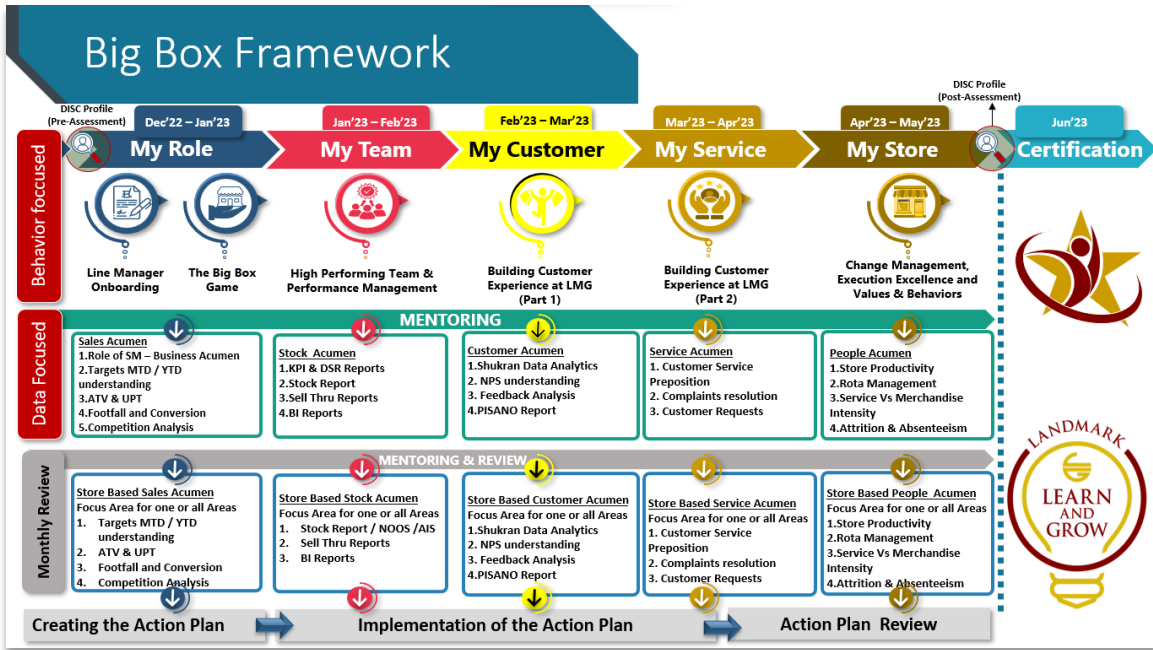 Big Box Framework
DISC Profile
(Pre-Assessment)
DISC Profile
(Post-Assessment)
Dec'22 – Jan'23
Jan'23 – Feb'23
Feb'23 – Mar'23
Mar'23 – Apr'23
Apr'23 – May'23
Jun'23
My Role
My Team
My Customer
My Service
My Store
Certification
Behavior foccused
Line Manager
Onboarding
The Big Box
Game
High Performing Team &
Performance Management
Building Customer
Experience at LMG
(Part 1)
Building Customer
Experience at LMG
(Part 2)
Change Management,
Execution Excellence and
Values & Behaviors
MENTORING
Data Focused
Sales Acumen
1.Role of SM – Business Acumen
2.Targets MTD / YTD
understanding
3.ATV & UPT
4.Footfall and Conversion
5.Competition Analysis
Stock  Acumen
1.KPI & DSR Reports
2.Stock Report
3.Sell Thru Reports
4.BI Reports
Customer Acumen
1.Shukran Data Analytics
2. NPS understanding
3. Feedback Analysis
4.PISANO Report
Service Acumen
1. Customer Service
Preposition
2. Complaints resolution
3. Customer Requests
People Acumen
1.Store Productivity
2.Rota Management
3.Service Vs Merchandise
Intensity
4.Attrition & Absenteeism
MENTORING & REVIEW
Monthly Review
Store Based Sales Acumen
Focus Area for one or all Areas
1. Targets MTD / YTD
understanding
2. ATV & UPT
3. Footfall and Conversion
4. Competition Analysis
Store Based Stock Acumen
Focus Area for one or all Areas
1. Stock Report / NOOS /AIS
2. Sell Thru Reports
3. BI Reports
Store Based Customer Acumen
Focus Area for one or all Areas
1.Shukran Data Analytics
2. NPS understanding
3. Feedback Analysis
4.PISANO Report
Store Based Service Acumen
Focus Area for one or all Areas
1. Customer Service
Preposition
2. Complaints resolution
3. Customer Requests
Store Based People  Acumen
Focus Area for one or all Areas
1.Store Productivity
2.Rota Management
3.Service Vs Merchandise
Intensity
4.Attrition & Absenteeism
Creating the Action Plan
Implementation of the Action Plan
Action Plan  Review
LANDMARK
LEARN
AND
GROW